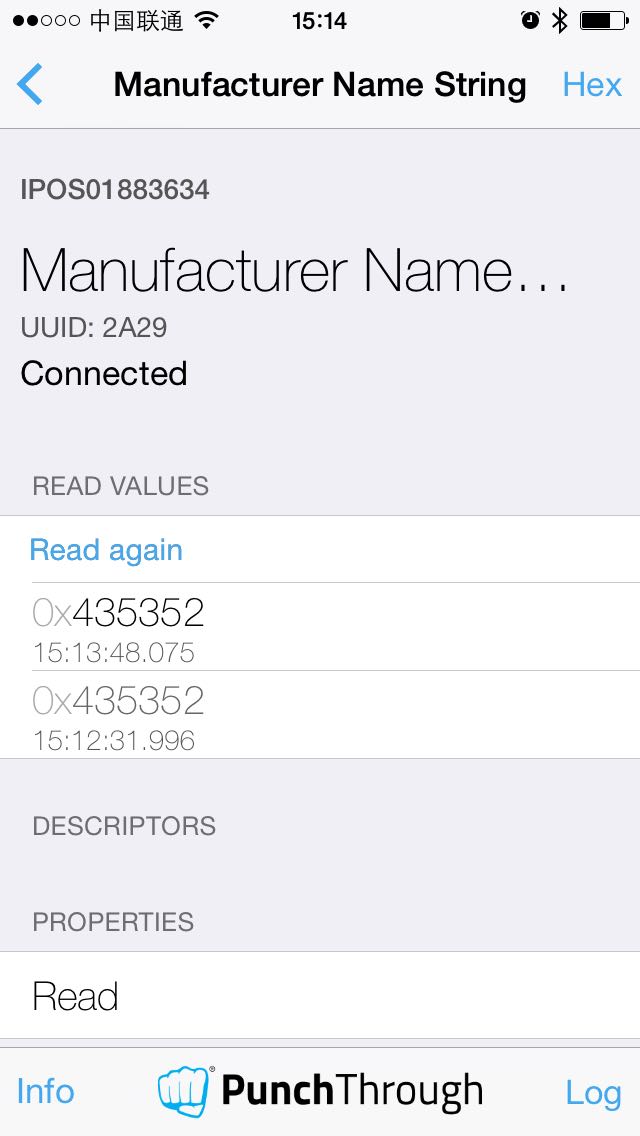 中国联通 15:14
Manufacturer Name String Hex
IPOS01883634
Manufacturer Name...
UUID: 2A29
Connected
READ VALUES
Read again
0x435352
15:13:48.075
0x435352
15:12:31.996
DESCRIPTORS
PROPERTIES
Read
Info ® PunchThrough Log